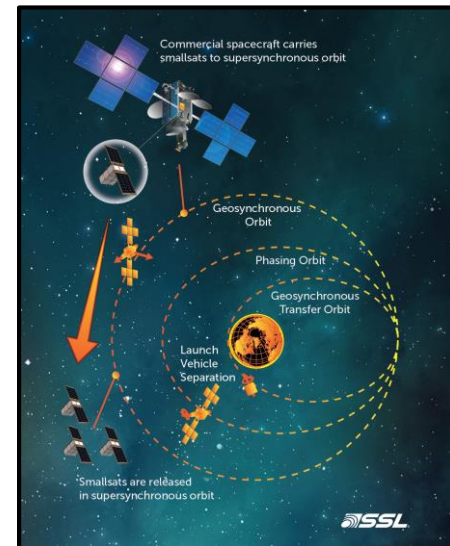 Commercial spacecraft carries
smallsats to supersynchronous orbit
Geosynchronous
Orbit
Phasing Orbit
Geosynchronous
Transfer Orbit
Launch
Vehicle
Separation
Smallsats are released
in supersynchronous orbit
SSL